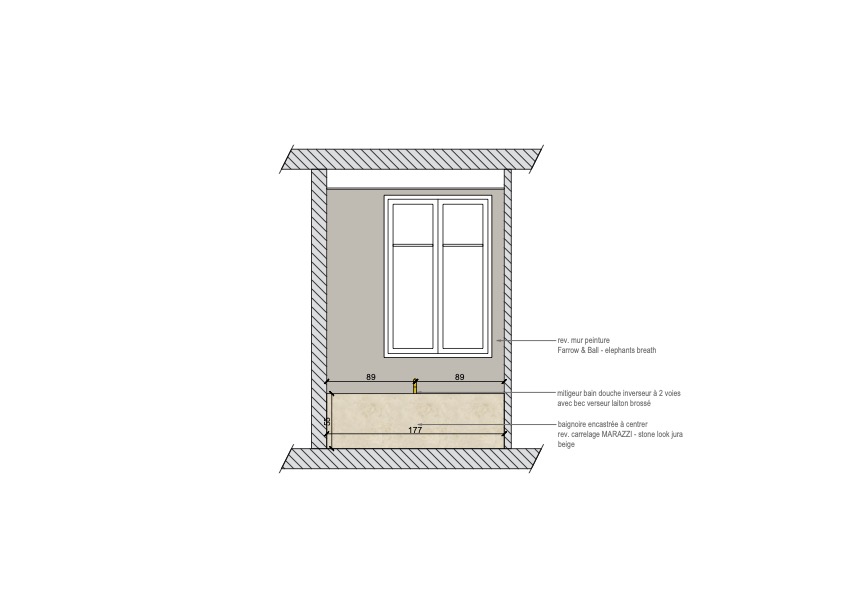 rev. mur peinture
Farrow & Ball - elephants breath
89
89
mitigeur bain douche inverseur à 2 voies
avec bec verseur laiton brossé
55
baignoire encastrée à centrer
177
rev. carrelage MARAZZI - stone look jura
beige